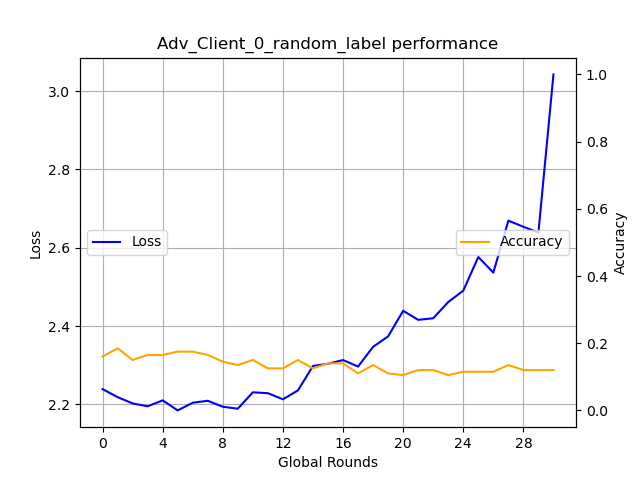 Adv_Client_0_random_label performance
3.0
2.8
2.6
2.4
2.2
Loss
Loss
Accuracy
1.0
0.8
0.6
0.4
0.2
0.0
Accuracy
0 4 8 12 16 20 24 28
Global Rounds